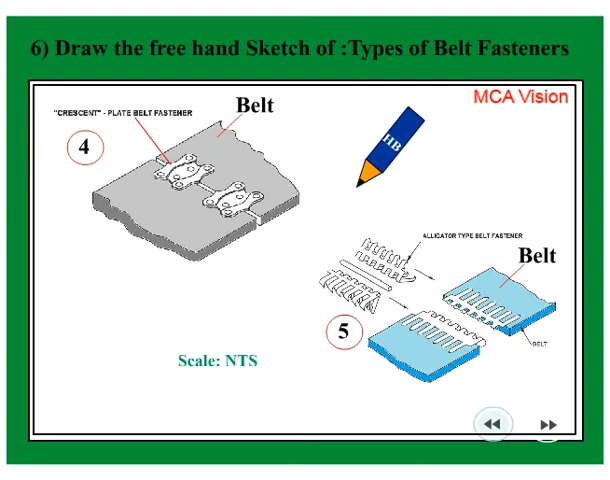 6) Draw the free hand Sketch of :Types of Belt Fasteners
MCA Vision
"CRESCENT" - PLATE BELT FASTENER
Belt
4
HB
ALLIGATOR TYPE BELT FASTENER
Belt
5
BELT
Scale: NTS